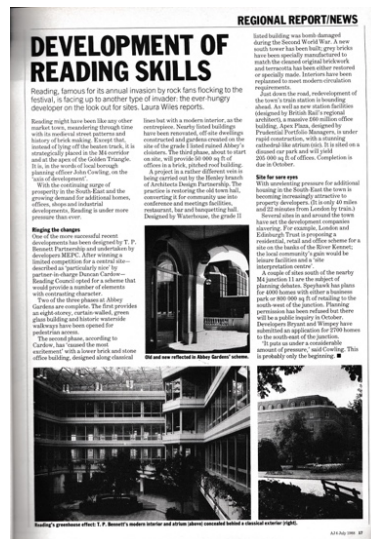 REGIONAL REPORT/NEWS
DEVELOPMENT OF
READING SKILLS
Reading, famous for its annual invasion by rock fans flocking to the
festival, is facing up to another type of invader: the ever-hungry
developer on the look out for sites. Laura Wiles reports.
Reading might have been like any other
market town, meandering through time
with its medieval street patterns and
history of brick making. Except that,
instead of lying off the beaten track, it is
strategically placed in the M4 corridor
and at the apex of the Golden Triangle.
It is, in the words of local borough
planning officer John Cowling, on the
'axis of development'.
With the continuing surge of
prosperity in the South-East and the
growing demand for additional homes,
offices, shops and industrial
developments, Reading is under more
pressure than ever.
Ringing the changes
One of the more successful recent
developments has been designed by T. P.
Bennett Partnership and undertaken by
developers MEPC. After winning a
limited competition for a central site—
described as 'particularly nice' by
partner-in-charge Duncan Cardow—
Reading Council opted for a scheme that
would provide a number of elements
with contrasting character.
Two of the three phases at Abbey
Gardens are complete. The first provides
an eight-storey, curtain-walled, green
glass building and historic waterside
walkways have been opened for
pedestrian access.
The second phase, according to
Cardow, has 'caused the most
excitement' with a lower brick and stone
office building, designed along classical
lines but with a modern interior, as the
centrepiece. Nearby listed buildings
have been renovated, off-site dwellings
constructed and gardens created on the
site of the grade I listed ruined Abbey's
cloisters. The third phase, about to start
on site, will provide 50 000 sq ft of
offices in a brick, pitched roof building.
A project in a rather different vein is
being carried out by the Henley branch
of Architects Design Partnership. The
practice is restoring the old town hall,
converting it for community use into
conference and meetings facilities,
restaurant, bar and banqueting hall.
Designed by Waterhouse, the grade II
Old and new reflected in Abbey Gardens' scheme.
listed building was bomb damaged
during the Second World War. A new
south tower has been built; grey bricks
have been specially manufactured to
match the cleaned original brickwork
and terracotta has been either restored
or specially made. Interiors have been
replanned to meet modern circulation
requirements.
Just down the road, redevelopment of
the town's train station is bounding
ahead. As well as new station facilities
(designed by British Rail's regional
architect), a massive £60 million office
building, Apex Plaza, designed by
Prudential Portfolio Managers, is under
rapid construction, with a stunning
cathedral-like atrium (sic). It is sited on a
disused car park and will yield
205 000 sq ft of offices. Completion is
due in October.
Site for sore eyes
With unrelenting pressure for additional
housing in the South-East the town is
becoming increasingly attractive to
property developers. (It is only 40 miles
and 22 minutes from London by train.)
Several sites in and around the town
have set the development companies
slavering. For example, London and
Edinburgh Trust is proposing a
residential, retail and office scheme for a
site on the banks of the River Kennet;
the local community's gain would be
leisure facilities and a 'site
interpretation centre'.
A couple of sites south of the nearby
M4 junction 11 are the subject of
planning debates. Speyhawk has plans
for 4000 homes with either a business
park or 800 000 sq ft of retailing to the
south-west of the junction. Planning
permission has been refused but there
will be a public inquiry in October.
Developers Bryant and Wimpey have
submitted an application for 2700 homes
to the south-east of the junction.
'It puts us under a considerable
amount of pressure,' said Cowling. This
is probably only the beginning. ■
Reading's greenhouse effect: T. P. Bennett's modern interior and atrium (above) concealed behind a classical exterior (right).
AJ 6 July 1988